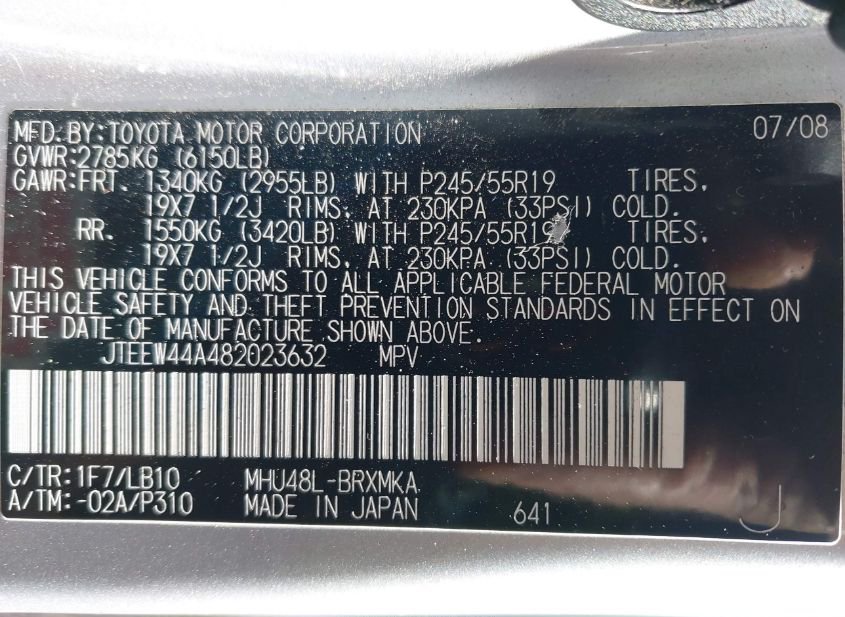 MFD. BY: TOYOTA MOTOR CORPORATION 07/08
GVWR: 2785KG (6150LB)
GAWR: FRT. 1340KG (2955LB) WITH P245/55R19 TIRES,
19X7 1/2J RIMS, AT 230KPA (33PSI) COLD.
RR. 1550KG (3420LB) WITH P245/55R19 TIRES,
19X7 1/2J RIMS, AT 230KPA (33PSI) COLD.
THIS VEHICLE CONFORMS TO ALL APPLICABLE FEDERAL MOTOR
VEHICLE SAFETY AND THEFT PREVENTION STANDARDS IN EFFECT ON
THE DATE OF MANUFACTURE SHOWN ABOVE.
JTEEW44A482023632 MPV
C/TR: 1F7/LB10 MHU48L-BRXMKA
A/TM: -02A/P310 MADE IN JAPAN 641 J